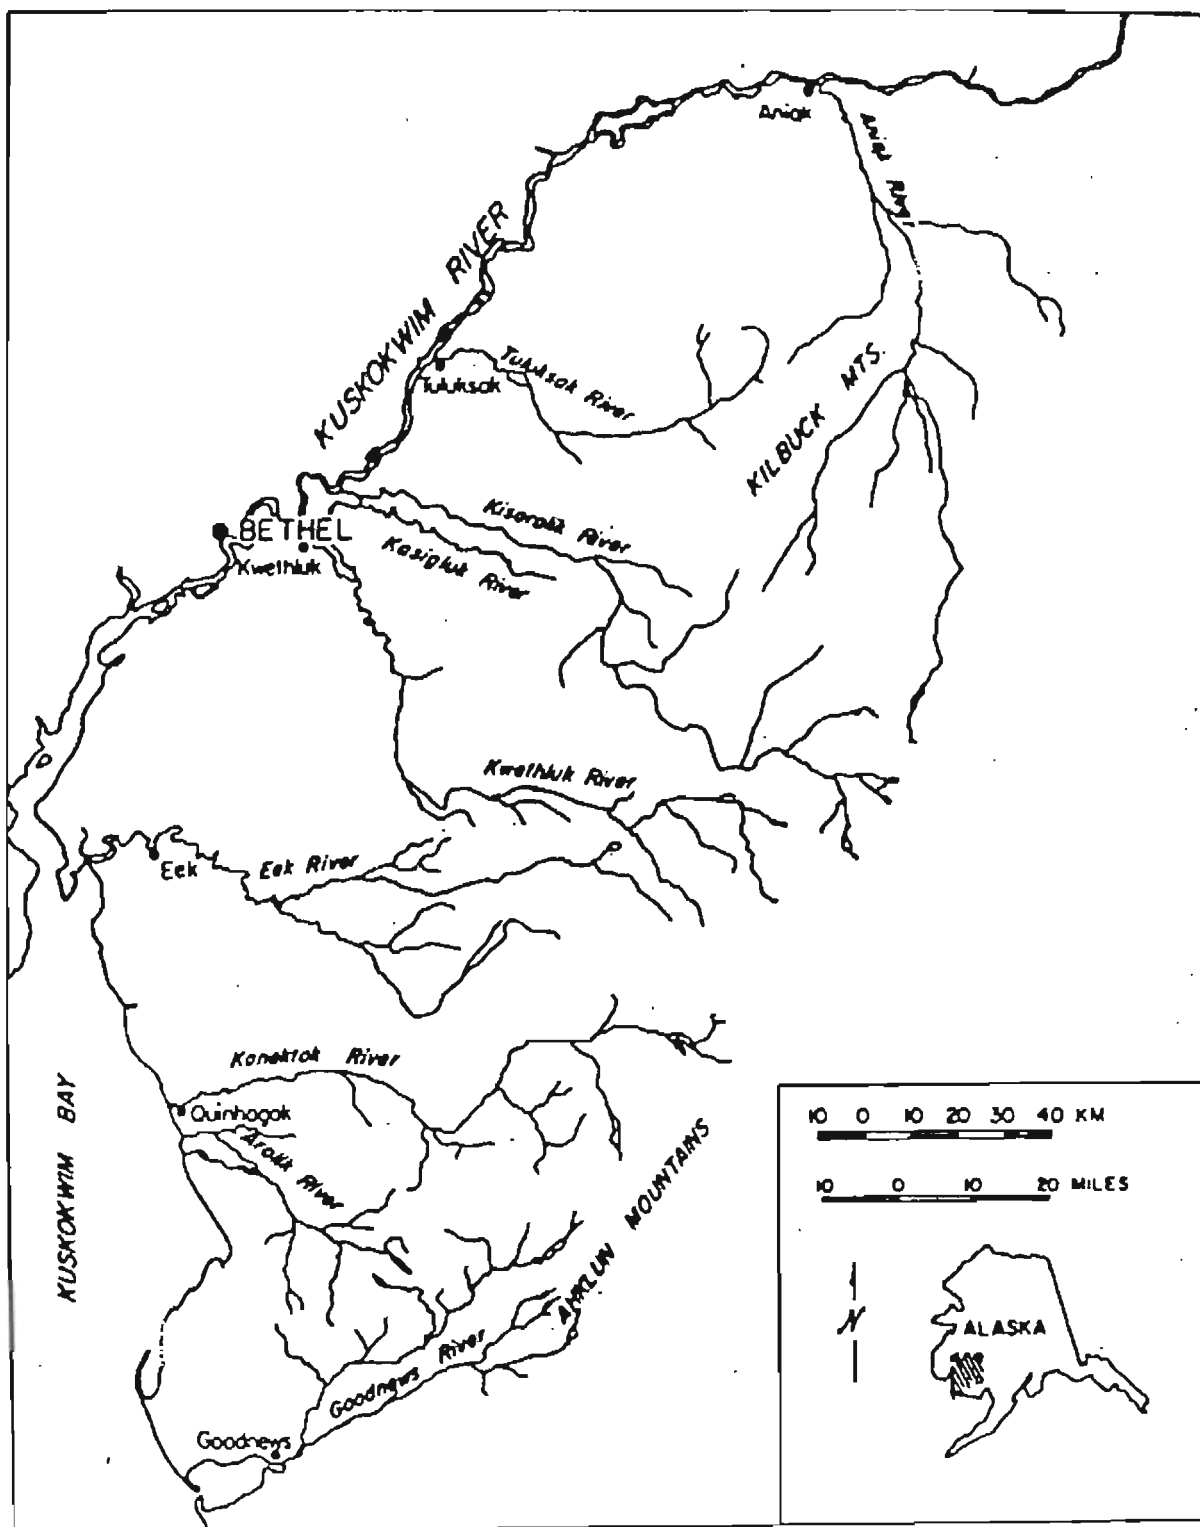 Aniak
Aniak River
KUSKOKWIM RIVER
Tuluksak
Tuluksak River
KILBUCK MTS.
BETHEL
Kwethluk
Kisaralik River
Kasigluk River
Kwethluk River
Eek
Eek River
Kanektok River
Quinhagak
Arolik River
KUSKOKWIM BAY
AHKLUN MOUNTAINS
Goodnews River
Goodnews
10 0 10 20 30 40 KM
10 0 10 20 MILES
N
ALASKA